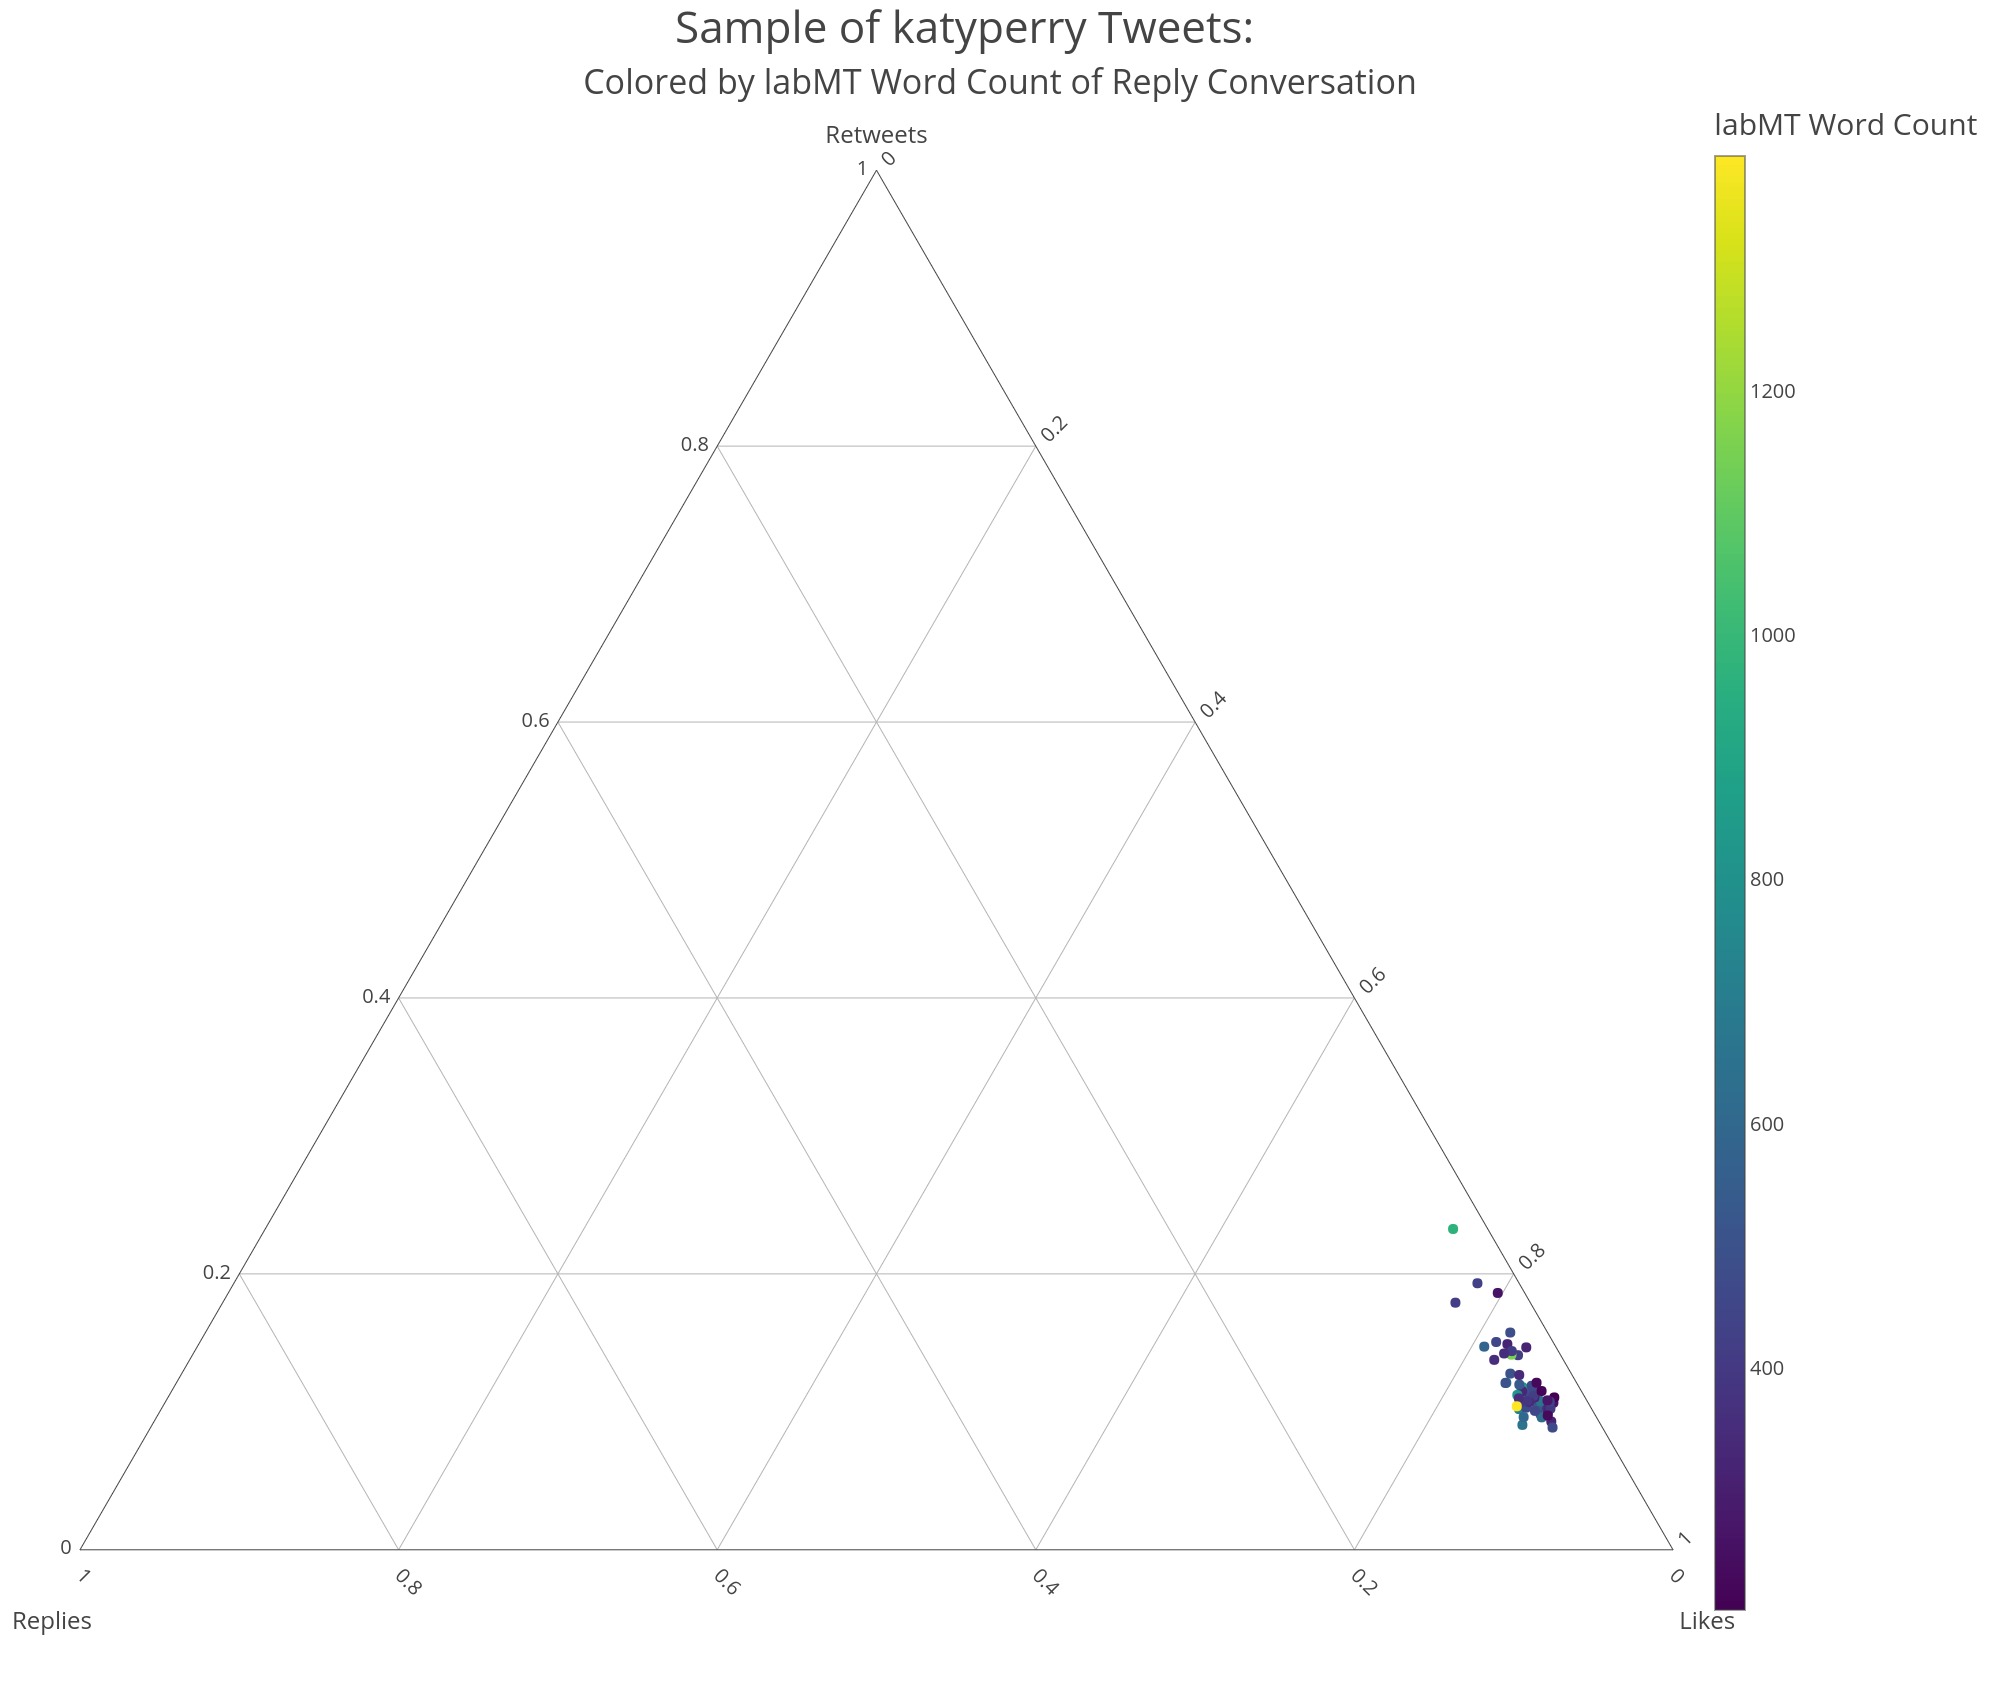 Sample of katyperry Tweets:
Colored by labMT Word Count of Reply Conversation
labMT Word Count
Retweets
1 0
0.8 0.2
0.6 0.4
0.4 0.6
0.2 0.8
0 1
1 0.8 0.6 0.4 0.2 0
Replies
Likes
1200
1000
800
600
400